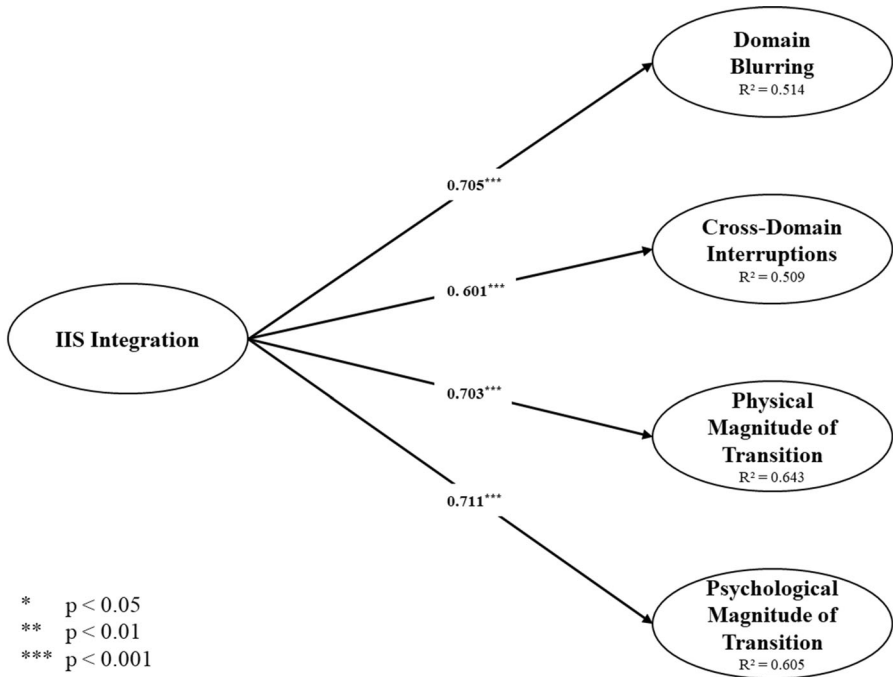 Domain
Blurring
R² = 0.514
0.705***
Cross-Domain
Interruptions
R² = 0.509
0. 601***
IIS Integration
0.703***
Physical
Magnitude of
Transition
R² = 0.643
0.711***
Psychological
Magnitude of
Transition
R² = 0.605
* p < 0.05
** p < 0.01
*** p < 0.001